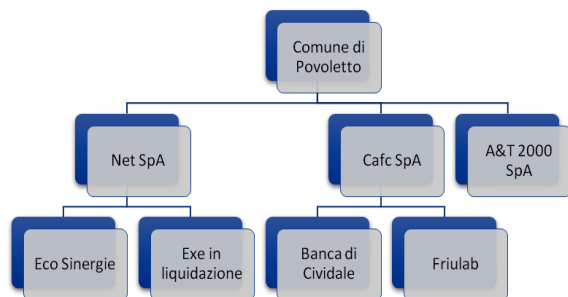 Comune di
Povoletto
Net SpA
Cafc SpA
A&T 2000
SpA
Eco Sinergie
Exe in
liquidazione
Banca di
Cividale
Friulab